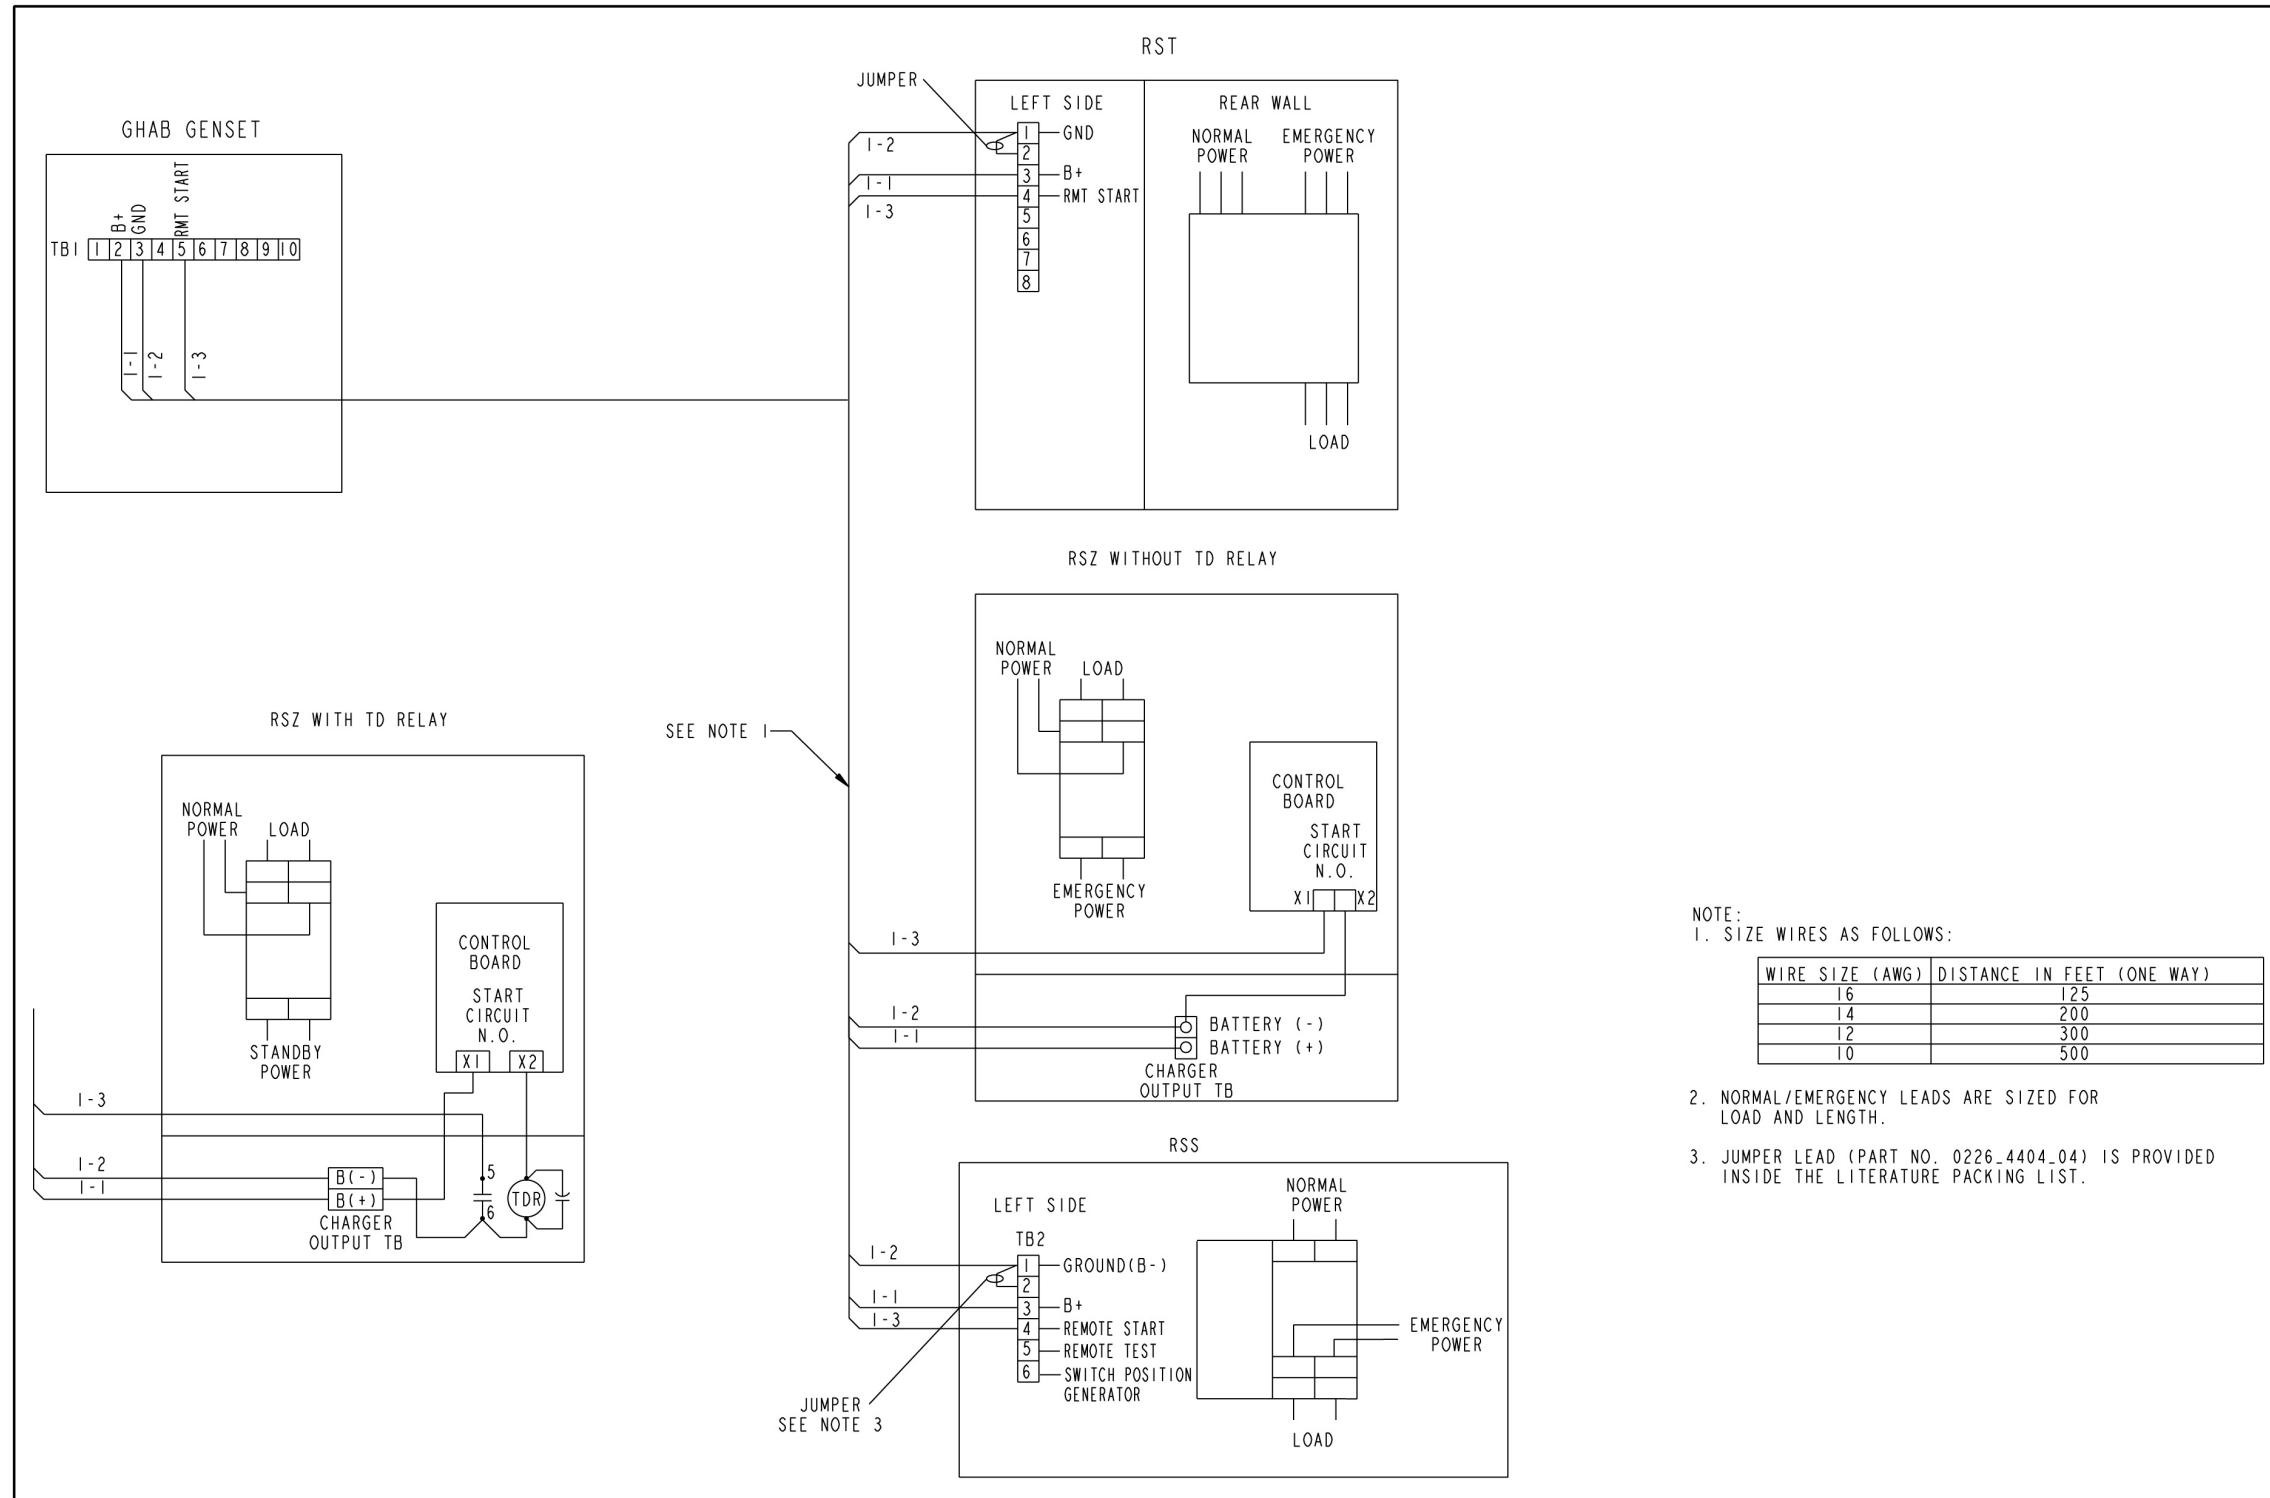 GHAB GENSET
B+
GND
RMT START
TB1 1 2 3 4 5 6 7 8 9 10
1-1
1-2
1-3
RST
JUMPER
LEFT SIDE
1-2
1 GND
2
1-1
3 B+
4 RMT START
1-3
5
6
7
8
REAR WALL
NORMAL
POWER
EMERGENCY
POWER
LOAD
RSZ WITHOUT TD RELAY
NORMAL
POWER
LOAD
EMERGENCY
POWER
CONTROL
BOARD
START
CIRCUIT
N.O.
X1 X2
1-3
1-2
BATTERY (-)
1-1
BATTERY (+)
CHARGER
OUTPUT TB
SEE NOTE 1
RSZ WITH TD RELAY
NORMAL
POWER
LOAD
STANDBY
POWER
CONTROL
BOARD
START
CIRCUIT
N.O.
X1 X2
1-3
1-2
1-1
B(-)
B(+)
CHARGER
OUTPUT TB
5
6
TDR
RSS
LEFT SIDE
TB2
1-2
1 GROUND(B-)
2
1-1
3 B+
1-3
4 REMOTE START
5 REMOTE TEST
6 SWITCH POSITION
GENERATOR
JUMPER
SEE NOTE 3
NORMAL
POWER
EMERGENCY
POWER
LOAD
NOTE:
1. SIZE WIRES AS FOLLOWS:
WIRE SIZE (AWG) DISTANCE IN FEET (ONE WAY)
16 125
14 200
12 300
10 500
2. NORMAL/EMERGENCY LEADS ARE SIZED FOR
LOAD AND LENGTH.
3. JUMPER LEAD (PART NO. 0226_4404_04) IS PROVIDED
INSIDE THE LITERATURE PACKING LIST.